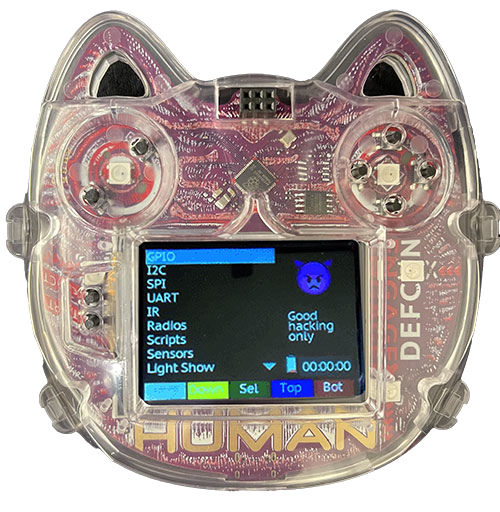 GPIO
I2C
SPI
UART
IR
Radios
Scripts
Sensors
Light Show
Good
hacking
only
00:00:00
Down Sel Top Bot
DEFCON
HUMAN